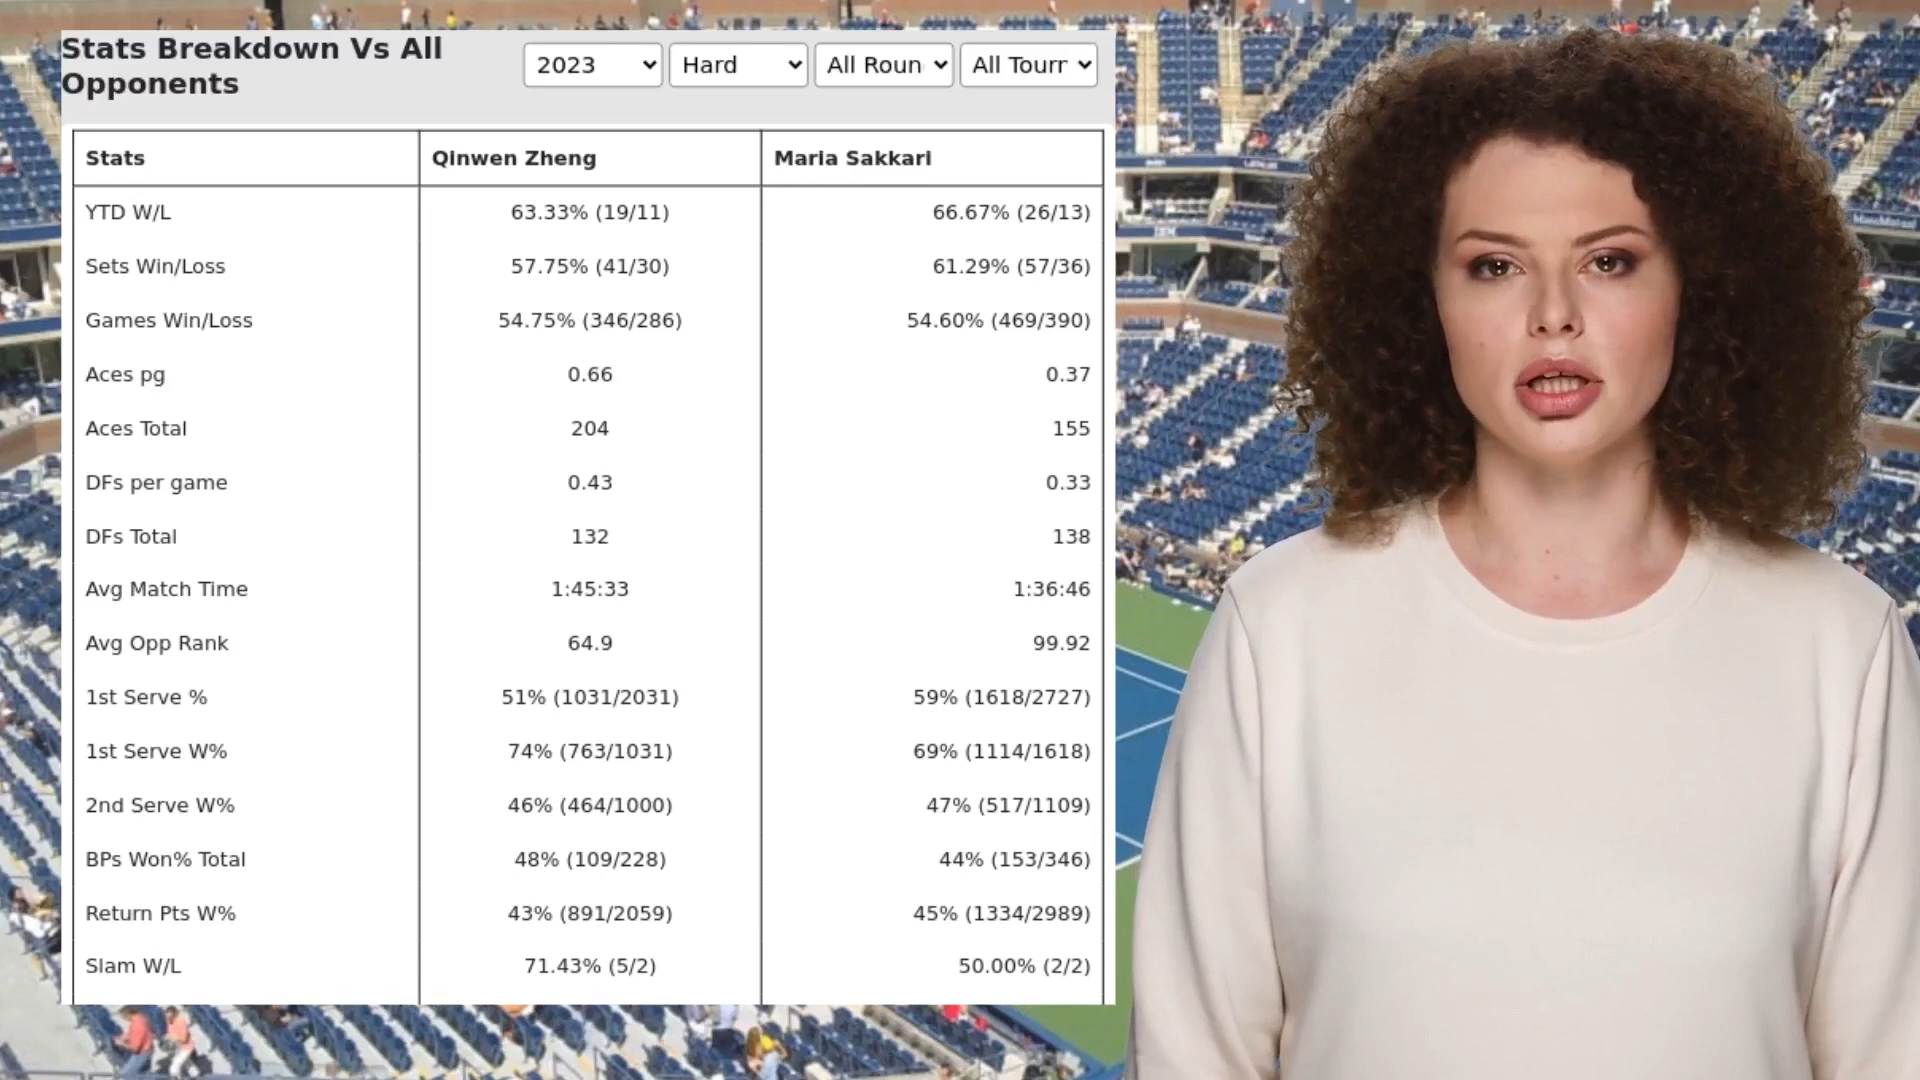 Stats Breakdown Vs All
Opponents
2023 Hard All Roun All Tourr
Stats Qinwen Zheng Maria Sakkari
YTD W/L 63.33% (19/11) 66.67% (26/13)
Sets Win/Loss 57.75% (41/30) 61.29% (57/36)
Games Win/Loss 54.75% (346/286) 54.60% (469/390)
Aces pg 0.66 0.37
Aces Total 204 155
DFs per game 0.43 0.33
DFs Total 132 138
Avg Match Time 1:45:33 1:36:46
Avg Opp Rank 64.9 99.92
1st Serve % 51% (1031/2031) 59% (1618/2727)
1st Serve W% 74% (763/1031) 69% (1114/1618)
2nd Serve W% 46% (464/1000) 47% (517/1109)
BPs Won% Total 48% (109/228) 44% (153/346)
Return Pts W% 43% (891/2059) 45% (1334/2989)
Slam W/L 71.43% (5/2) 50.00% (2/2)
IBM